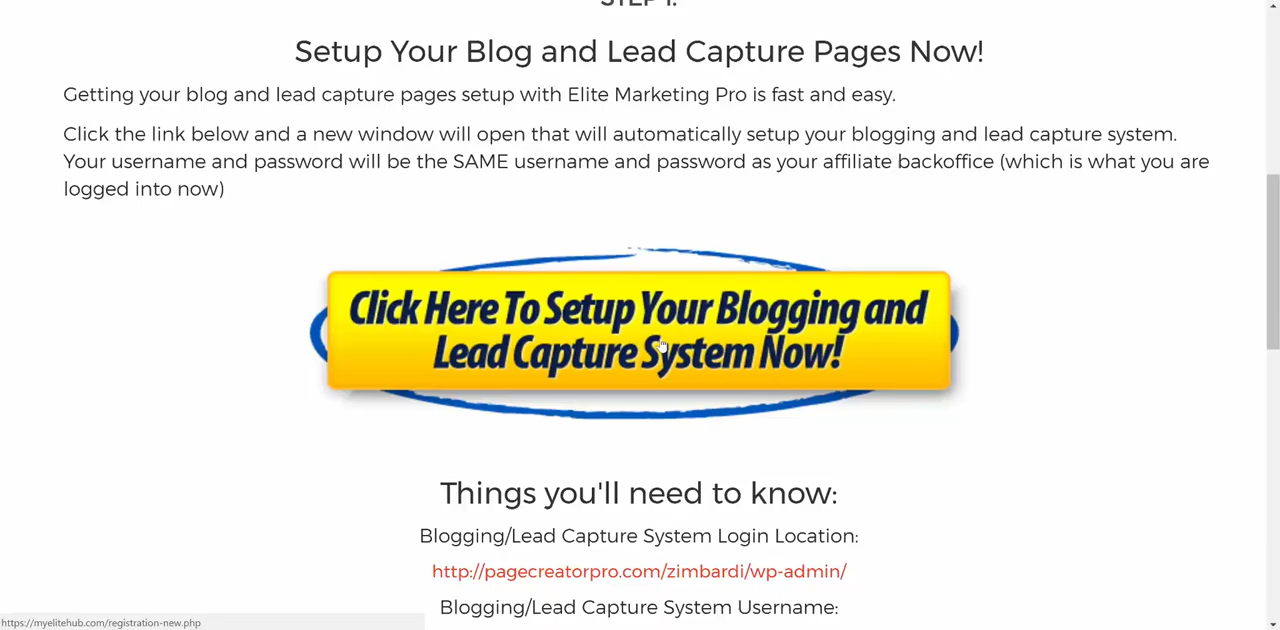 STEP 1:
Setup Your Blog and Lead Capture Pages Now!
Getting your blog and lead capture pages setup with Elite Marketing Pro is fast and easy.
Click the link below and a new window will open that will automatically setup your blogging and lead capture system.
Your username and password will be the SAME username and password as your affiliate backoffice (which is what you are
logged into now)
Click Here To Setup Your Blogging and
Lead Capture System Now!
Things you'll need to know:
Blogging/Lead Capture System Login Location:
http://pagecreatorpro.com/zimbardi/wp-admin/
Blogging/Lead Capture System Username:
https://myelitehub.com/registration-new.php